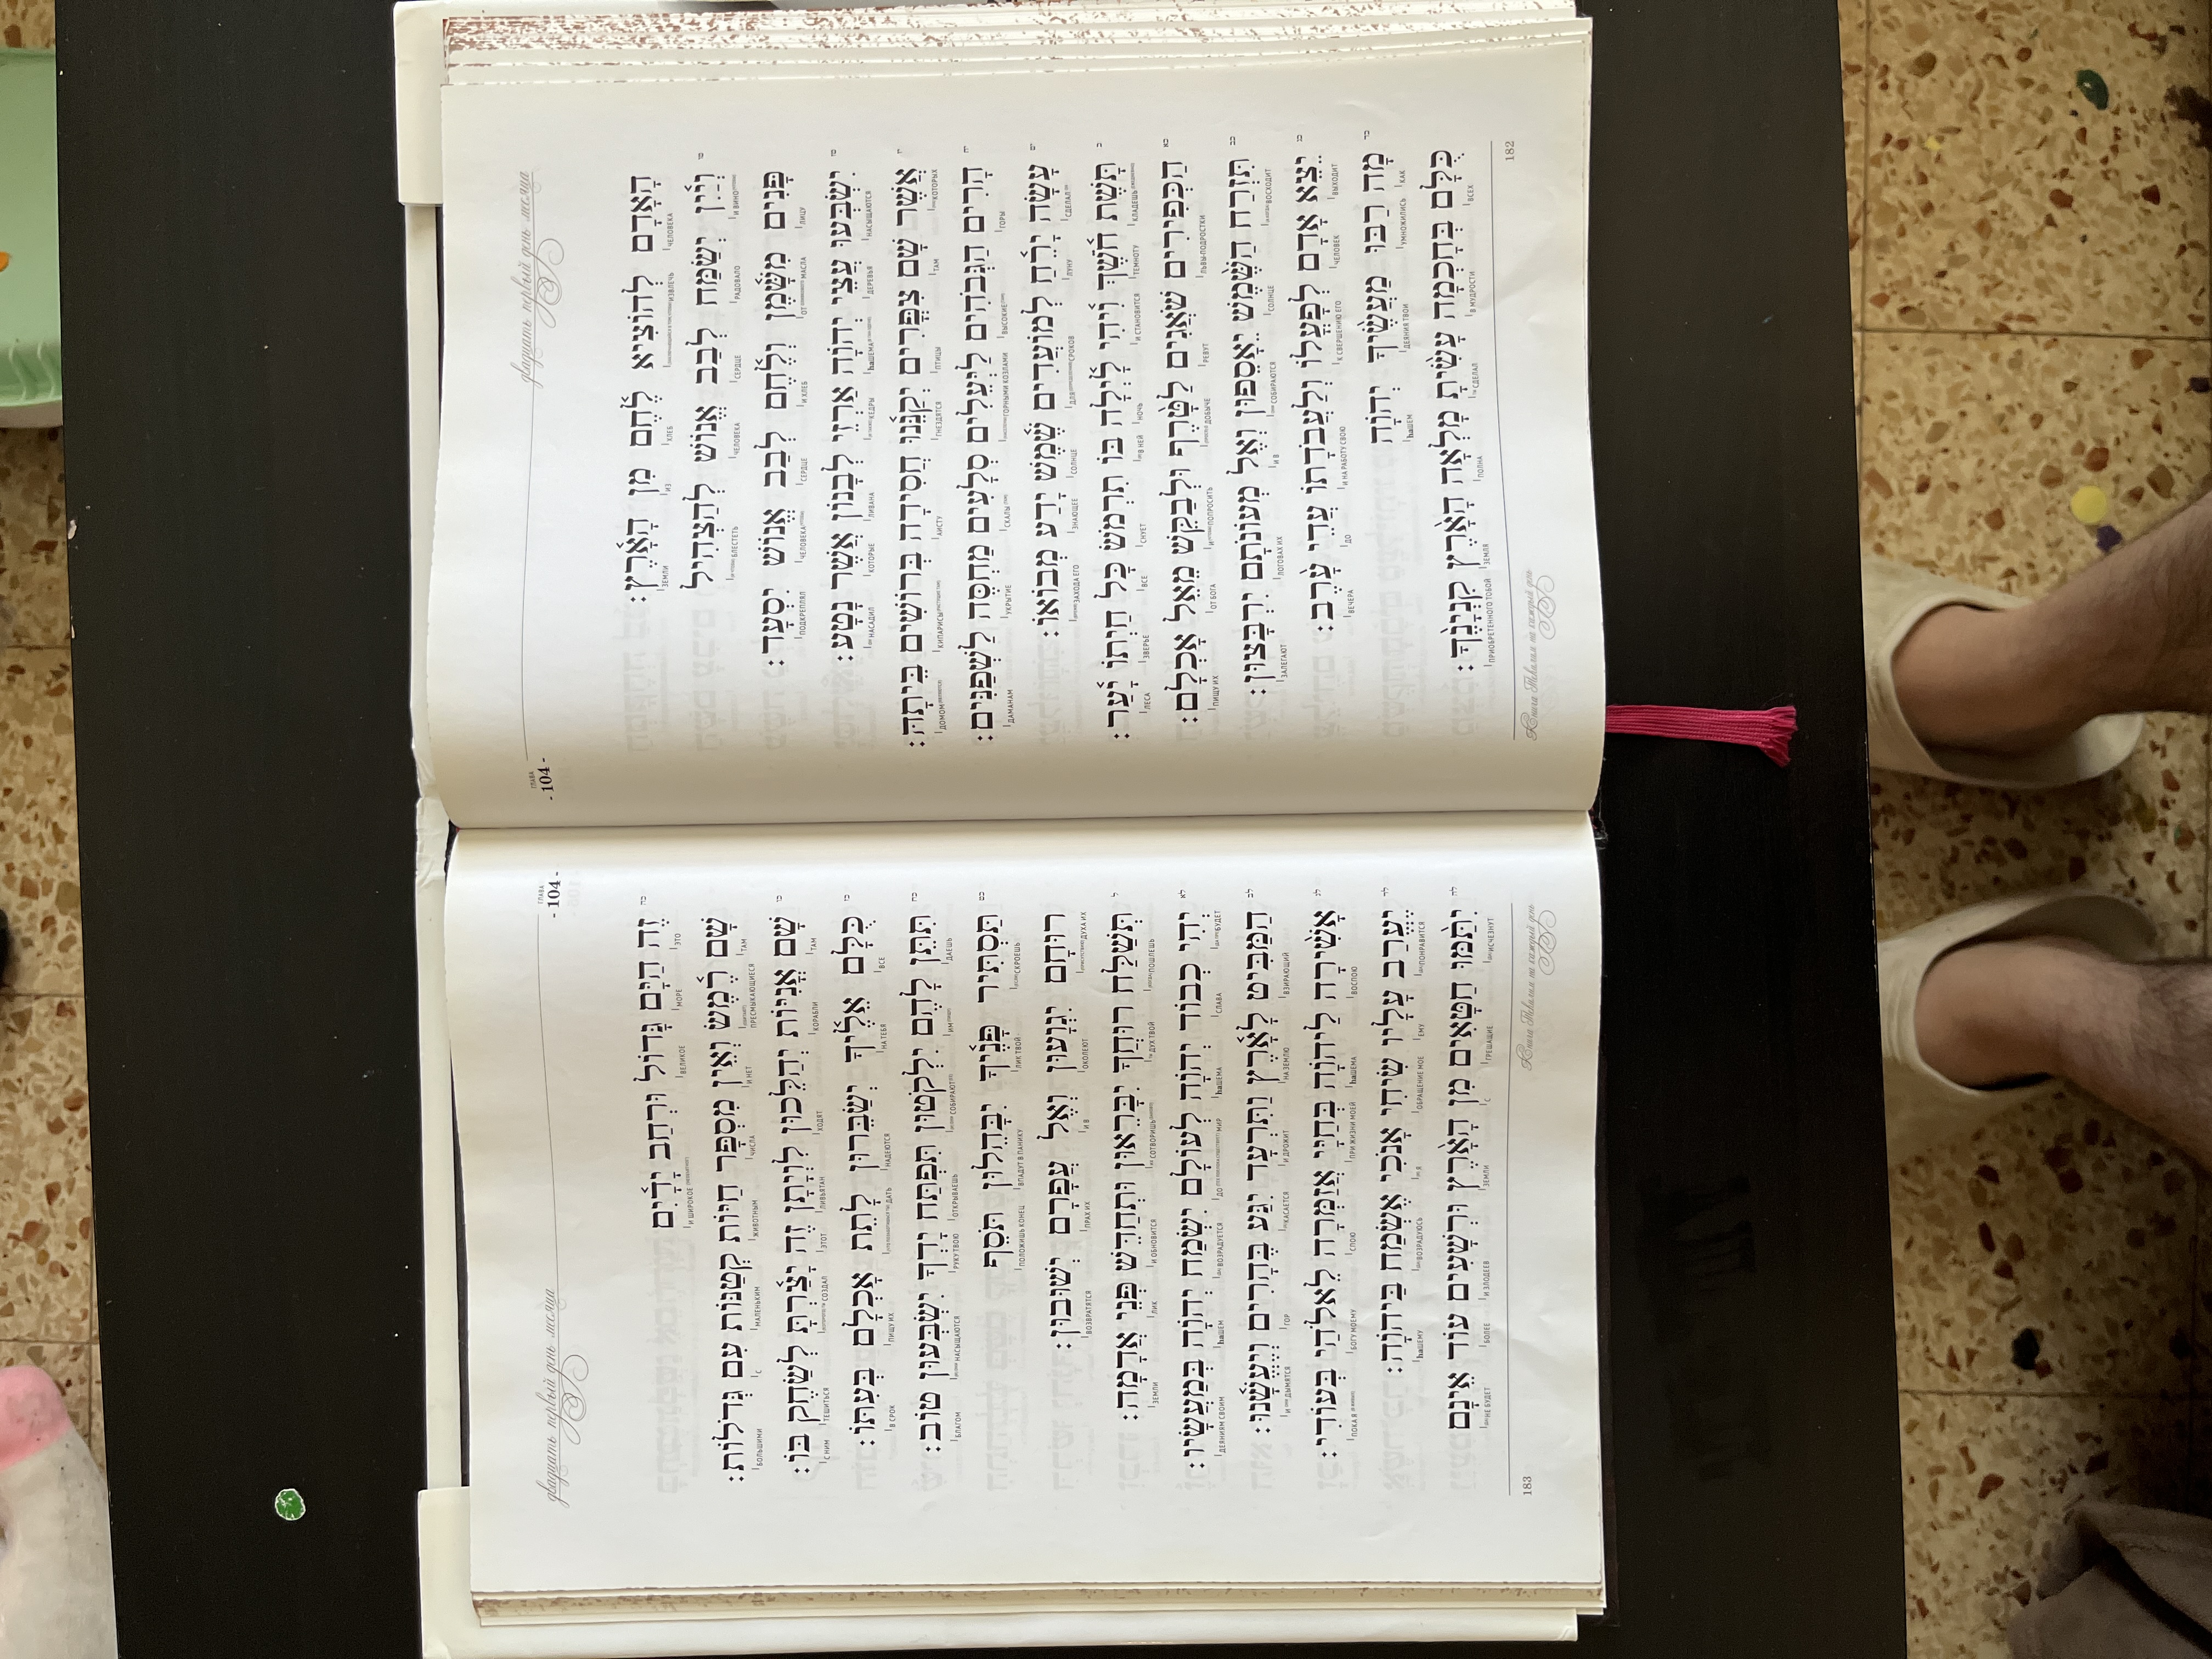 двадцать первый день месяца
ГЛАВА
- 104 -
הָאָדָם לְהוֹצִיא לֶחֶם מִן הָאָרֶץ׃
ЧЕЛОВЕКА ИЗВЛЕЧЬ ХЛЕБ ИЗ ЗЕМЛИ
טו וְיַיִן יְשַׂמַּח לְבַב אֱנוֹשׁ לְהַצְהִיל
И ВИНО РАДОВАЛО СЕРДЦЕ ЧЕЛОВЕКА БЛЕСТЕТЬ
פָּנִים מִשָּׁמֶן וְלֶחֶם לְבַב אֱנוֹשׁ יִסְעָד׃
ЛИЦУ ОТ МАСЛА И ХЛЕБ СЕРДЦЕ ЧЕЛОВЕКА ПОДКРЕПЛЯЛ
טז יִשְׂבְּעוּ עֲצֵי יְהוָֹה אַרְזֵי לְבָנוֹן אֲשֶׁר נָטָע׃
НАСЫЩАЮТСЯ ДЕРЕВЬЯ hаШЕМА КЕДРЫ ЛИВАНА КОТОРЫЕ НАСАДИЛ
יז אֲשֶׁר שָׁם צִפֳּרִים יְקַנֵּנוּ חֲסִידָה בְּרוֹשִׁים בֵּיתָהּ׃
КОТОРЫХ ТАМ ПТИЦЫ ГНЕЗДЯТСЯ АИСТУ КИПАРИСЫ ДОМОМ
יח הָרִים הַגְּבֹהִים לַיְּעֵלִים סְלָעִים מַחְסֶה לַשְׁפַנִּים׃
ГОРЫ ВЫСОКИЕ ГОРНЫМИ КОЗЛАМИ СКАЛЫ УКРЫТИЕ ДАМАНАМ
יט עָשָׂה יָרֵחַ לְמוֹעֲדִים שֶׁמֶשׁ יָדַע מְבוֹאוֹ׃
СДЕЛАЛ ЛУНУ ДЛЯ СРОКОВ СОЛНЦЕ ЗНАЮЩЕЕ ЗАХОДА ЕГО
כ תָּשֶׁת חֹשֶׁךְ וִיהִי לָיְלָה בּוֹ תִרְמֹשׂ כָּל חַיְתוֹ יָעַר׃
КЛАДЕШЬ ТЕМНОТУ И СТАНОВИТСЯ НОЧЬ В НЕЙ СНУЕТ ВСЕ ЗВЕРЬЕ ЛЕСА
כא הַכְּפִירִים שֹׁאֲגִים לַטָּרֶף וּלְבַקֵּשׁ מֵאֵל אָכְלָם׃
ЛЬВЫ-ПОДРОСТКИ РЕВУТ ДОБЫЧЕ И ПОПРОСИТЬ ОТ БОГА ПИЩУ ИХ
כב תִּזְרַח הַשֶּׁמֶשׁ יֵאָסֵפוּן וְאֶל מְעוֹנֹתָם יִרְבָּצוּן׃
ВОСХОДИТ СОЛНЦЕ СОБИРАЮТСЯ И В ЛОГОВАХ ИХ ЗАЛЕГАЮТ
כג יֵצֵא אָדָם לְפָעֳלוֹ וְלַעֲבֹדָתוֹ עֲדֵי עָרֶב׃
ВЫХОДИТ ЧЕЛОВЕК К СВЕРШЕНИЮ ЕГО И НА РАБОТУ СВОЮ ДО ВЕЧЕРА
כד מָה רַבּוּ מַעֲשֶׂיךָ יְהוָֹה
КАК УМНОЖИЛИСЬ ДЕЯНИЯ ТВОИ hаШЕМ
כֻּלָּם בְּחָכְמָה עָשִׂיתָ מָלְאָה הָאָרֶץ קִנְיָנֶךָ׃
ВСЕХ В МУДРОСТИ СДЕЛАЛ ПОЛНА ЗЕМЛЯ ПРИОБРЕТЕННОГО ТОБОЙ
182
Книга Теhилим на каждый день
двадцать первый день месяца
ГЛАВА
- 104 -
כה זֶה הַיָּם גָּדוֹל וּרְחַב יָדָיִם
ЭТО МОРЕ ВЕЛИКОЕ И ШИРОКОЕ
שָׁם רֶמֶשׂ וְאֵין מִסְפָּר חַיּוֹת קְטַנּוֹת עִם גְּדֹלוֹת׃
ТАМ ПРЕСМЫКАЮЩИЕСЯ И НЕТ ЧИСЛА ЖИВОТНЫМ МАЛЕНЬКИМ С БОЛЬШИМИ
כו שָׁם אֳנִיּוֹת יְהַלֵּכוּן לִוְיָתָן זֶה יָצַרְתָּ לְשַׂחֶק בּוֹ׃
ТАМ КОРАБЛИ ХОДЯТ ЛИВЬЯТАН ЭТОТ СОЗДАЛ ТЕШИТЬСЯ С НИМ
כז כֻּלָּם אֵלֶיךָ יְשַׂבֵּרוּן לָתֵת אָכְלָם בְּעִתּוֹ׃
ВСЕ НА ТЕБЯ НАДЕЮТСЯ ДАТЬ ПИЩУ ИХ В СРОК
כח תִּתֵּן לָהֶם יִלְקֹטוּן תִּפְתַּח יָדְךָ יִשְׂבְּעוּן טוֹב׃
ДАЕШЬ ИМ СОБИРАЮТ ОТКРЫВАЕШЬ РУКУ ТВОЮ НАСЫЩАЮТСЯ БЛАГОМ
כט תַּסְתִּיר פָּנֶיךָ יִבָּהֵלוּן תֹּסֵף
СКРОЕШЬ ЛИК ТВОЙ ВПАДУТ В ПАНИКУ ПОЛОЖИШЬ КОНЕЦ
רוּחָם יִגְוָעוּן וְאֶל עֲפָרָם יְשׁוּבוּן׃
ДУХА ИХ ОКОЛЕЮТ И В ПРАХ ИХ ВОЗВРАТЯТСЯ
ל תְּשַׁלַּח רוּחֲךָ יִבָּרֵאוּן וּתְחַדֵּשׁ פְּנֵי אֲדָמָה׃
ПОШЛЕШЬ ДУХ ТВОЙ СОТВОРИШЬ И ОБНОВИТСЯ ЛИК ЗЕМЛИ
לא יְהִי כְבוֹד יְהוָֹה לְעוֹלָם יִשְׂמַח יְהוָֹה בְּמַעֲשָׂיו׃
БУДЕТ СЛАВА hаШЕМА ДО МИР ВОЗРАДУЕТСЯ hаШЕМ ДЕЯНИЯМ СВОИМ
לב הַמַּבִּיט לָאָרֶץ וַתִּרְעָד יִגַּע בֶּהָרִים וְיֶעֱשָׁנוּ׃
ВЗИРАЮЩИЙ НА ЗЕМЛЮ И ДРОЖИТ КАСАЕТСЯ ГОР И ДЫМЯТСЯ
לג אָשִׁירָה לַיהוָֹה בְּחַיָּי אֲזַמְּרָה לֵאלֹהַי בְּעוֹדִי׃
ВОСПОЮ hаШЕМА ПРИ ЖИЗНИ МОЕЙ СПОЮ БОГУ МОЕМУ ПОКА Я
לד יֶעֱרַב עָלָיו שִׂיחִי אָנֹכִי אֶשְׂמַח בַּיהוָֹה׃
ПОНРАВИТСЯ ЕМУ ОБРАЩЕНИЕ МОЕ Я ВОЗРАДУЮСЬ hаШЕМУ
לה יִתַּמּוּ חַטָּאִים מִן הָאָרֶץ וּרְשָׁעִים עוֹד אֵינָם
ИСЧЕЗНУТ ГРЕШАЩИЕ С ЗЕМЛИ И ЗЛОДЕЕВ БОЛЕЕ НЕ БУДЕТ
183
Книга Теhилим на каждый день